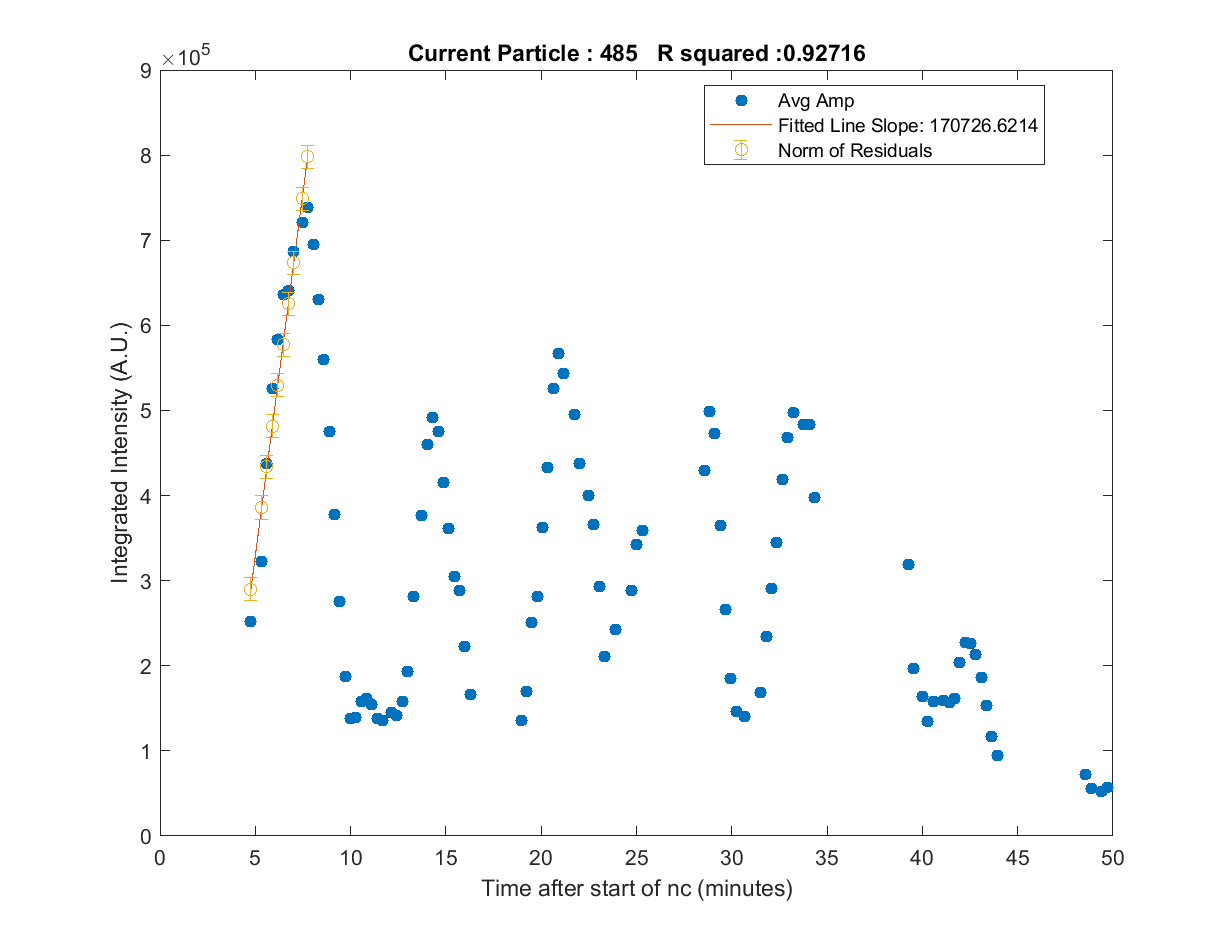 Current Particle : 485   R squared :0.92716
×10^5
Avg Amp
Fitted Line Slope: 170726.6214
Norm of Residuals
9
8
7
6
5
4
3
2
1
0
Integrated Intensity (A.U.)
0 5 10 15 20 25 30 35 40 45 50
Time after start of nc (minutes)